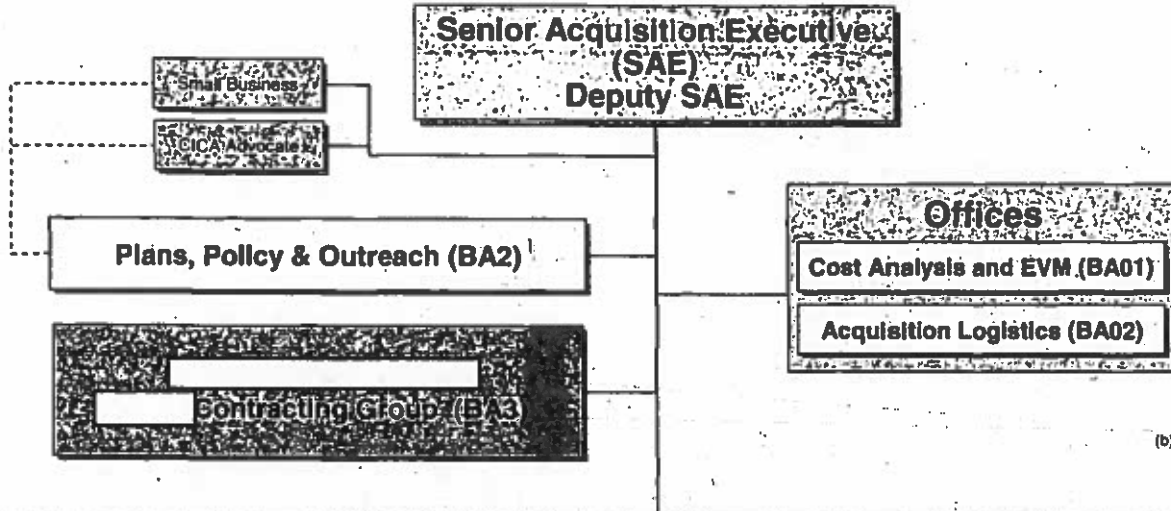 Senior Acquisition Executive
(SAE)
Deputy SAE
Small Business
CICA Advocate
Plans, Policy & Outreach (BA2)
Contracting Group (BA3)
Offices
Cost Analysis and EVM (BA01)
Acquisition Logistics (BA02)
(b)